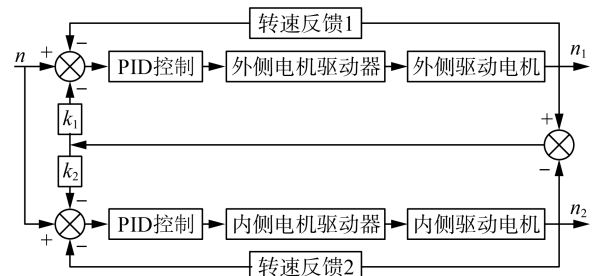 转速反馈1
n + −
PID控制 外侧电机驱动器 外侧驱动电机 n₁
−
k₁ +
k₂ −
−
PID控制 内侧电机驱动器 内侧驱动电机 n₂
+ −
转速反馈2